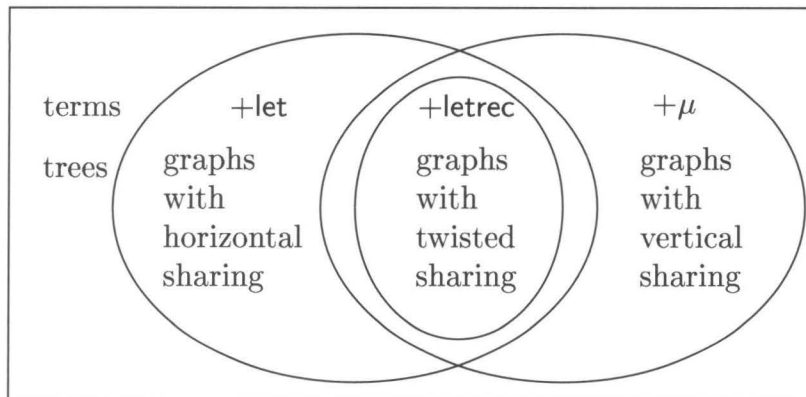 terms +let +letrec +μ
trees graphs graphs graphs
with with with
horizontal twisted vertical
sharing sharing sharing